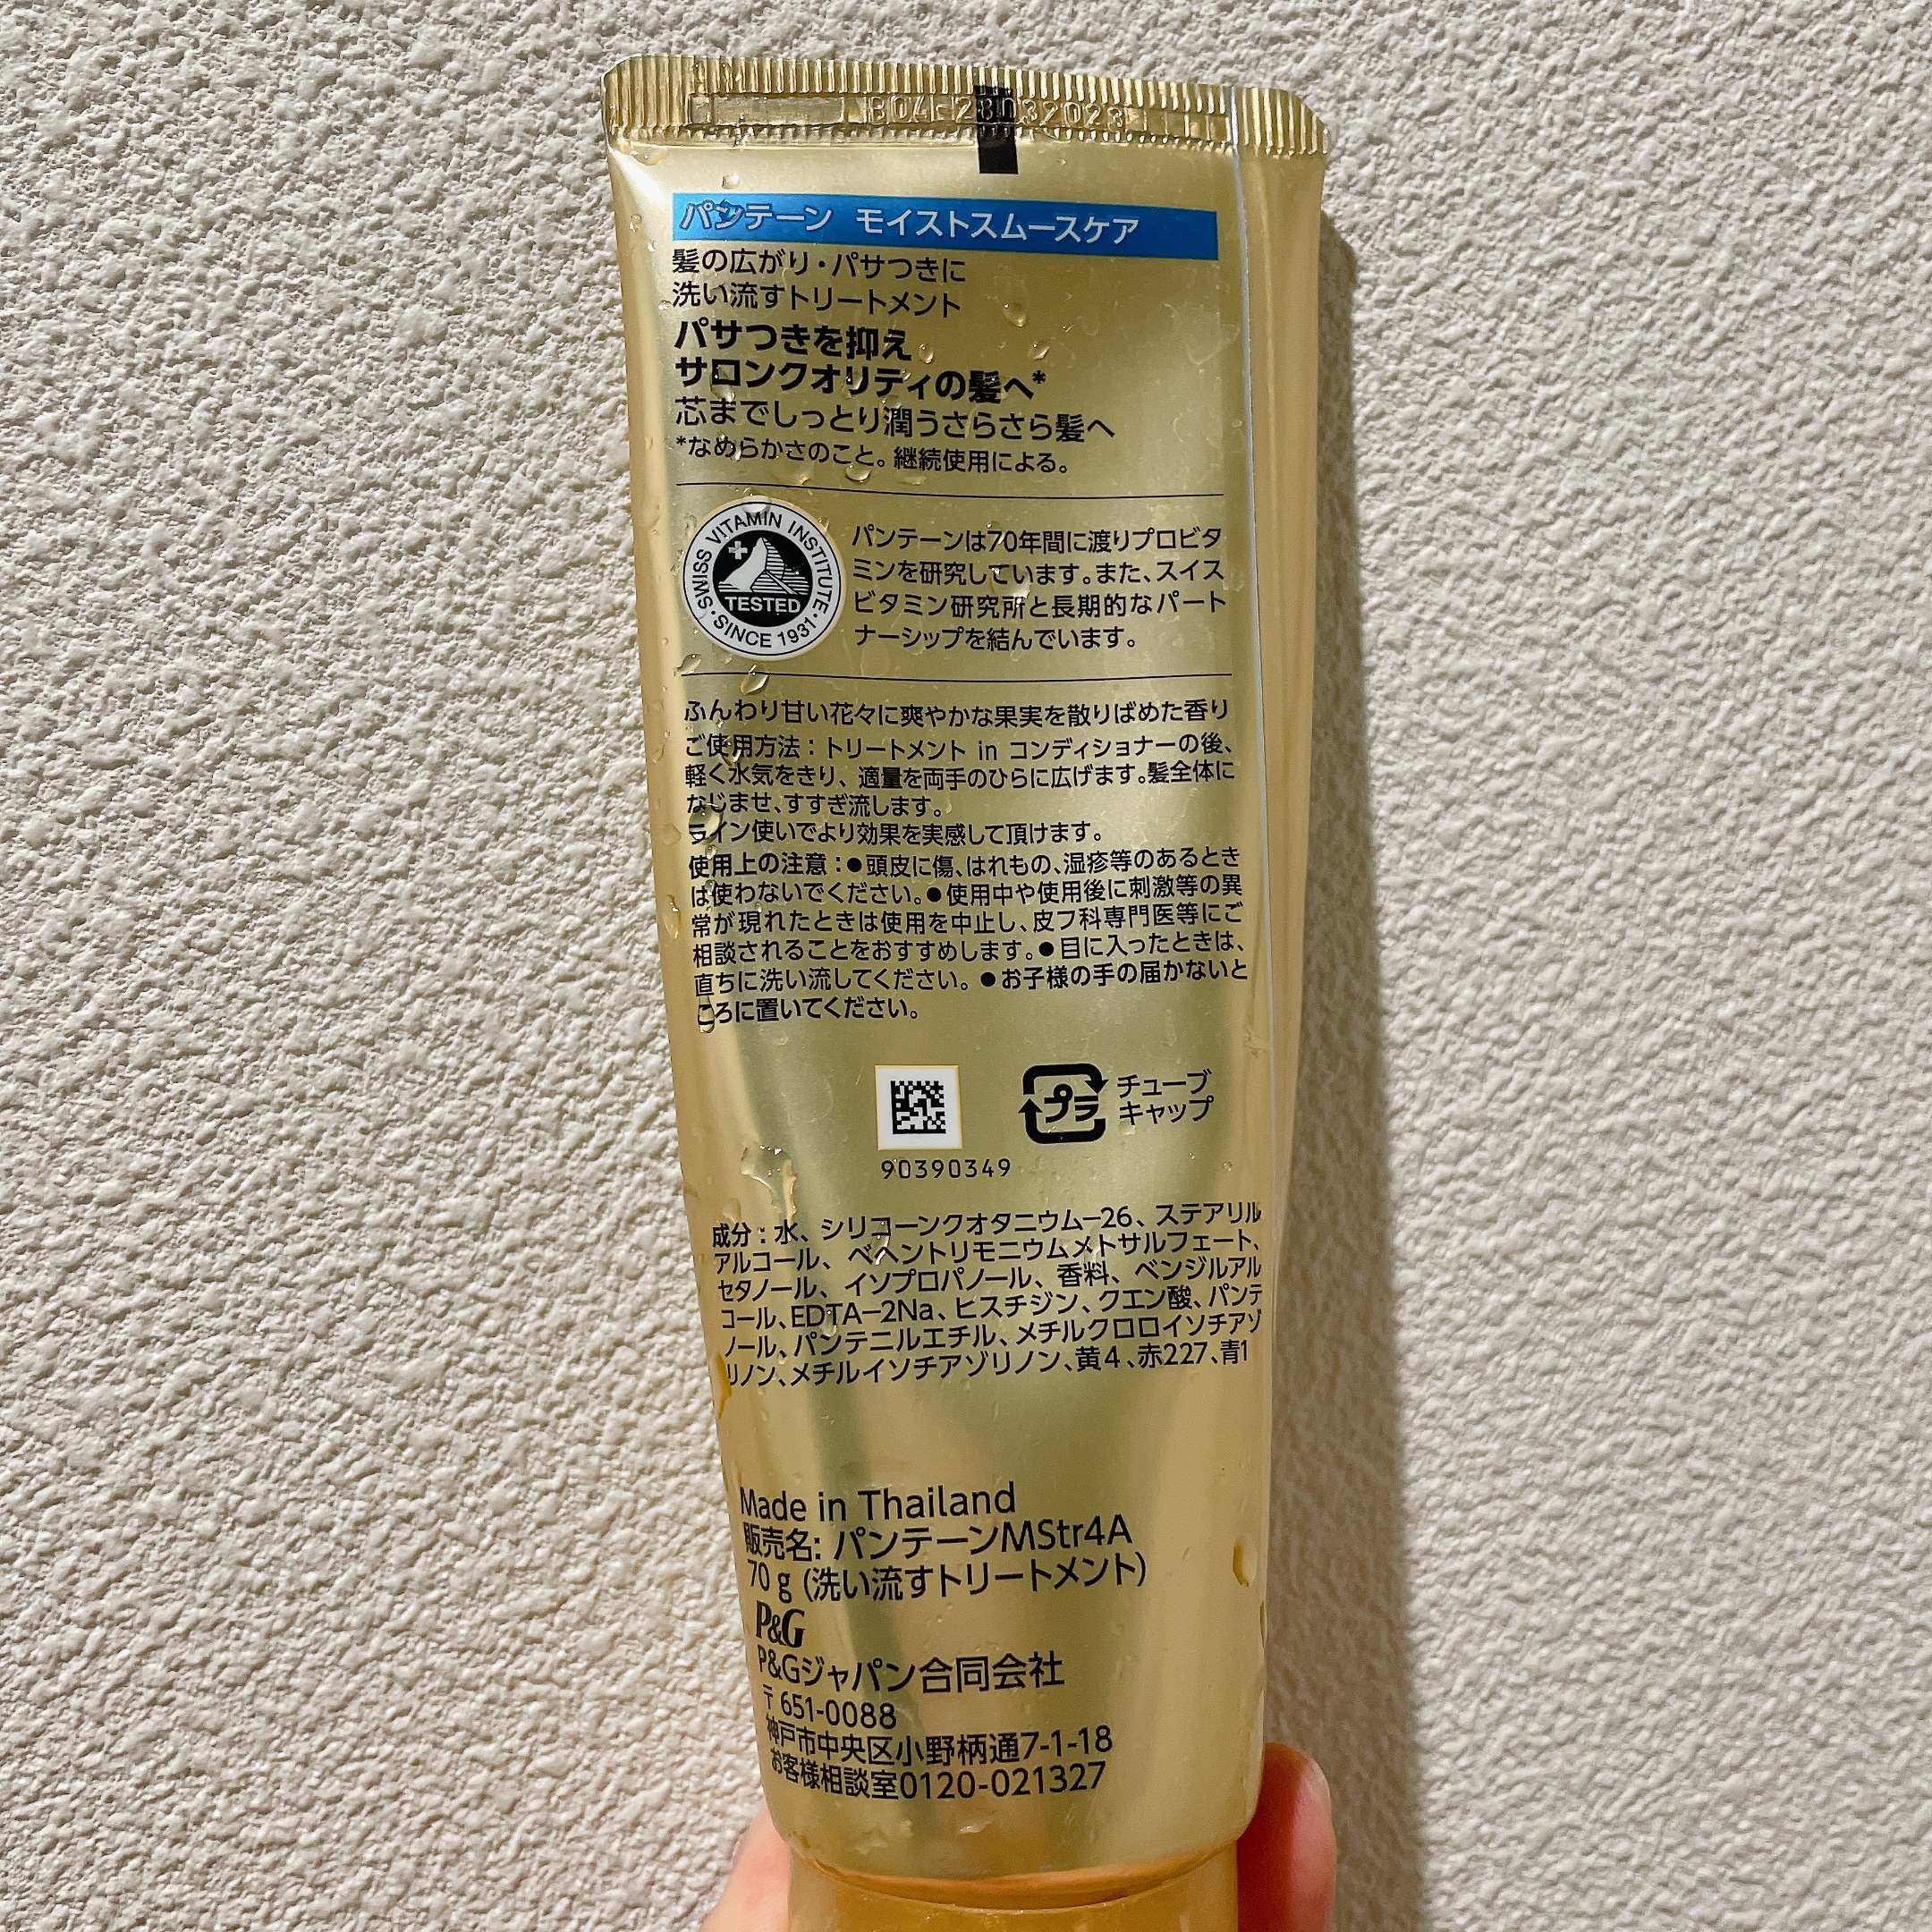 B04-28032023
パンテーン モイストスムースケア
髪の広がり・パサつきに
洗い流すトリートメント
パサつきを抑え
サロンクオリティの髪へ*
芯までしっとり潤うさらさら髪へ
*なめらかさのこと。継続使用による。
SWISS VITAMIN INSTITUTE
TESTED
・SINCE 1931・
パンテーンは70年間に渡りプロビタ
ミンを研究しています。また、スイス
ビタミン研究所と長期的なパート
ナーシップを結んでいます。
ふんわり甘い花々に爽やかな果実を散りばめた香り
ご使用方法：トリートメント in コンディショナーの後、
軽く水気をきり、適量を両手のひらに広げます。髪全体に
なじませ、すすぎ流します。
ライン使いでより効果を実感して頂けます。
使用上の注意：●頭皮に傷、はれもの、湿疹等のあるとき
は使わないでください。●使用中や使用後に刺激等の異
常が現れたときは使用を中止し、皮フ科専門医等にご
相談されることをおすすめします。●目に入ったときは、
直ちに洗い流してください。●お子様の手の届かないと
ころに置いてください。
プラ
チューブ
キャップ
90390349
成分：水、シリコーンクオタニウム－26、ステアリル
アルコール、ベヘントリモニウムメトサルフェート、
セタノール、イソプロパノール、香料、ベンジルアル
コール、EDTA－2Na、ヒスチジン、クエン酸、パンテ
ノール、パンテニルエチル、メチルクロロイソチアゾ
リノン、メチルイソチアゾリノン、黄4、赤227、青1
Made in Thailand
販売名: パンテーンMStr4A
70 g (洗い流すトリートメント)
P&G
P&Gジャパン合同会社
〒651-0088
神戸市中央区小野柄通7-1-18
お客様相談室0120-021327